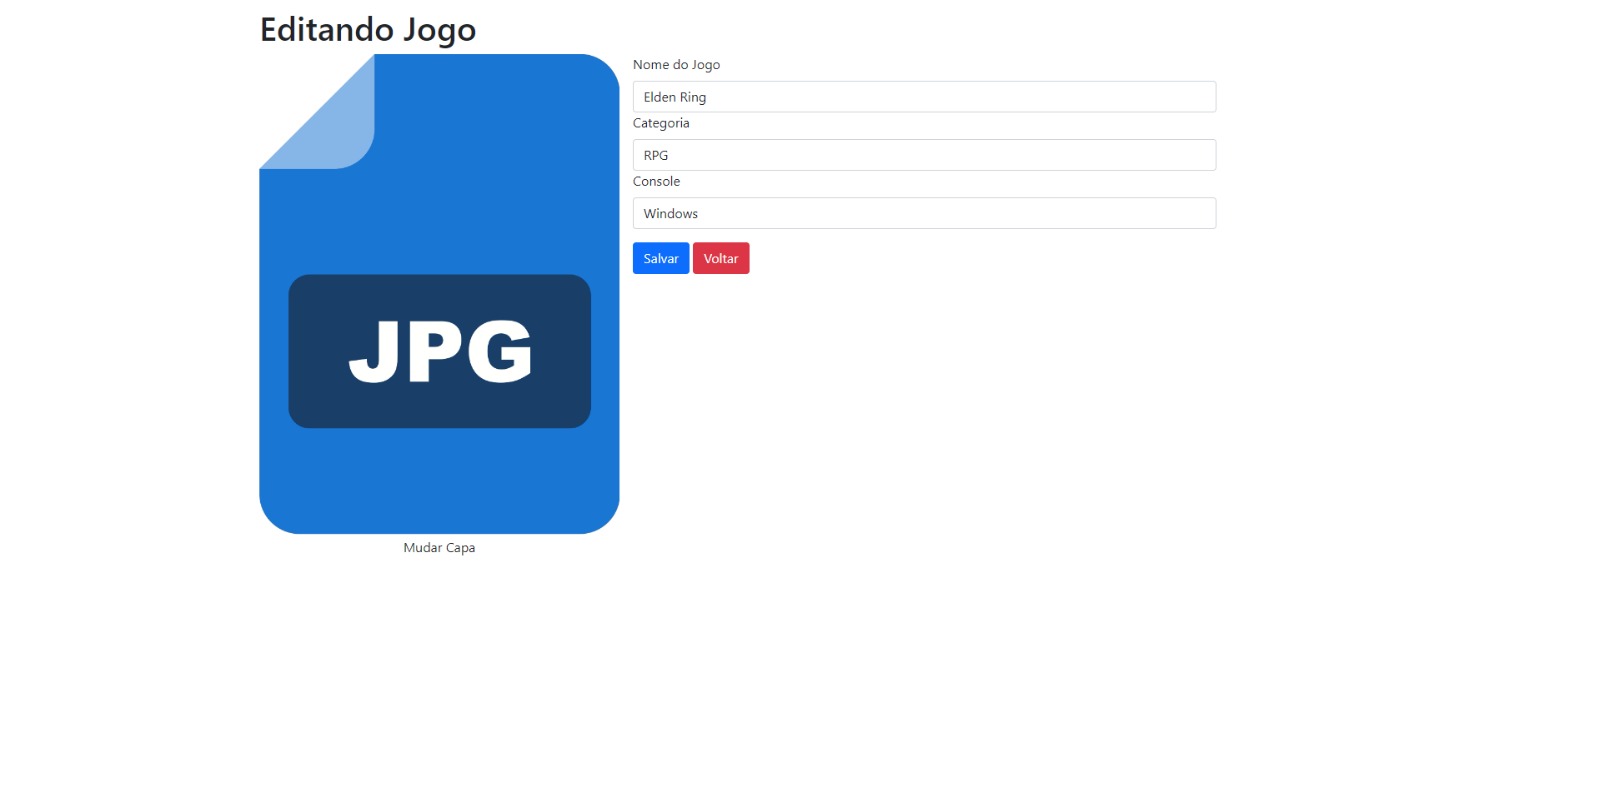 Editando Jogo
JPG
Mudar Capa
Nome do Jogo
Elden Ring
Categoria
RPG
Console
Windows
Salvar Voltar